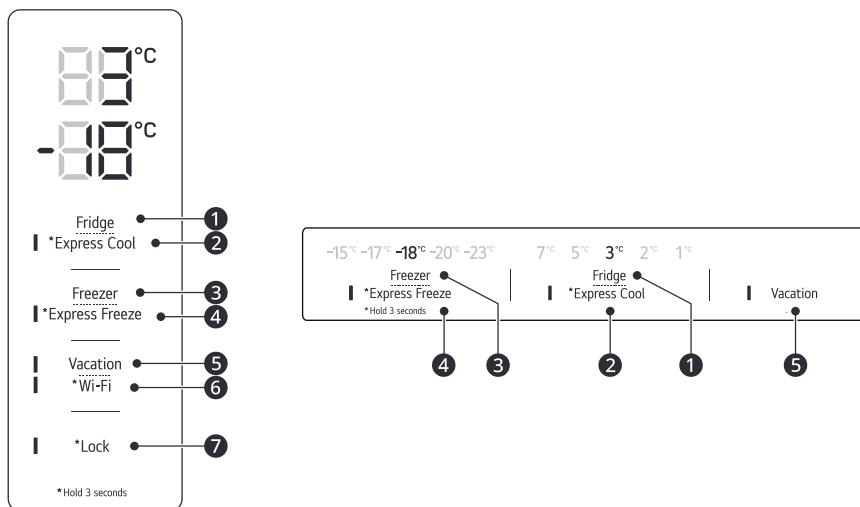 3°C
-18°C
Fridge
*Express Cool
Freezer
*Express Freeze
Vacation
*Wi-Fi
*Lock
*Hold 3 seconds
1
2
3
4
5
6
7
-15°C -17°C -18°C -20°C -23°C
Freezer
*Express Freeze
*Hold 3 seconds
7°C 5°C 3°C 2°C 1°C
Fridge
*Express Cool
Vacation
4
3
2
1
5